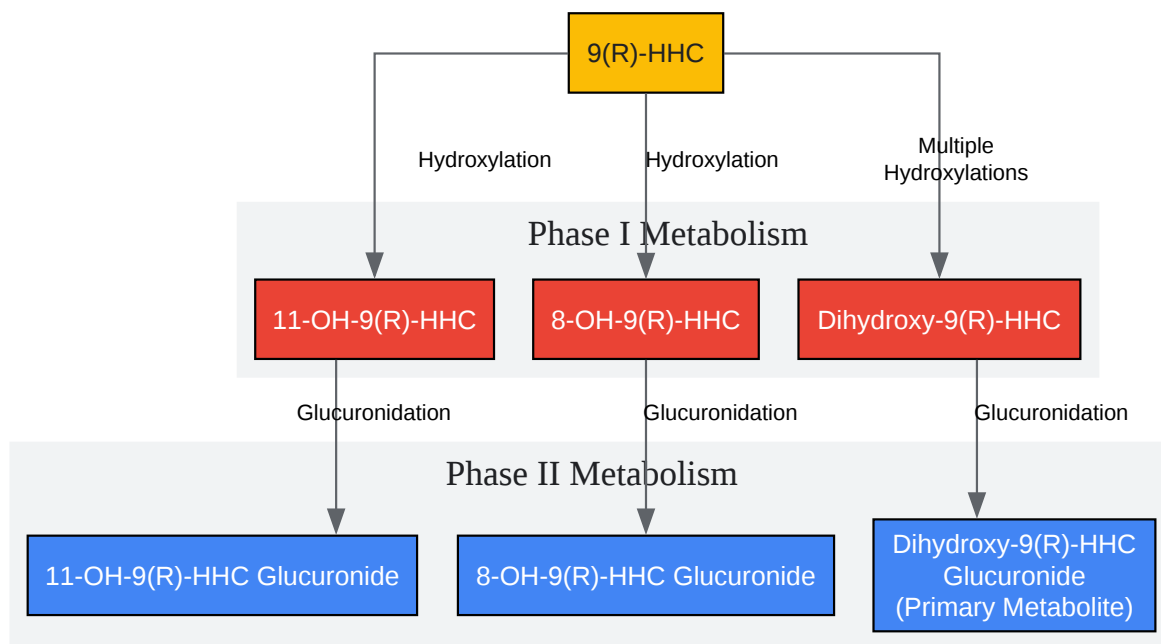 9(R)-HHC
Hydroxylation
Hydroxylation
Multiple
Hydroxylations
Phase I Metabolism
11-OH-9(R)-HHC
8-OH-9(R)-HHC
Dihydroxy-9(R)-HHC
Glucuronidation
Glucuronidation
Glucuronidation
Phase II Metabolism
11-OH-9(R)-HHC Glucuronide
8-OH-9(R)-HHC Glucuronide
Dihydroxy-9(R)-HHC
Glucuronide
(Primary Metabolite)